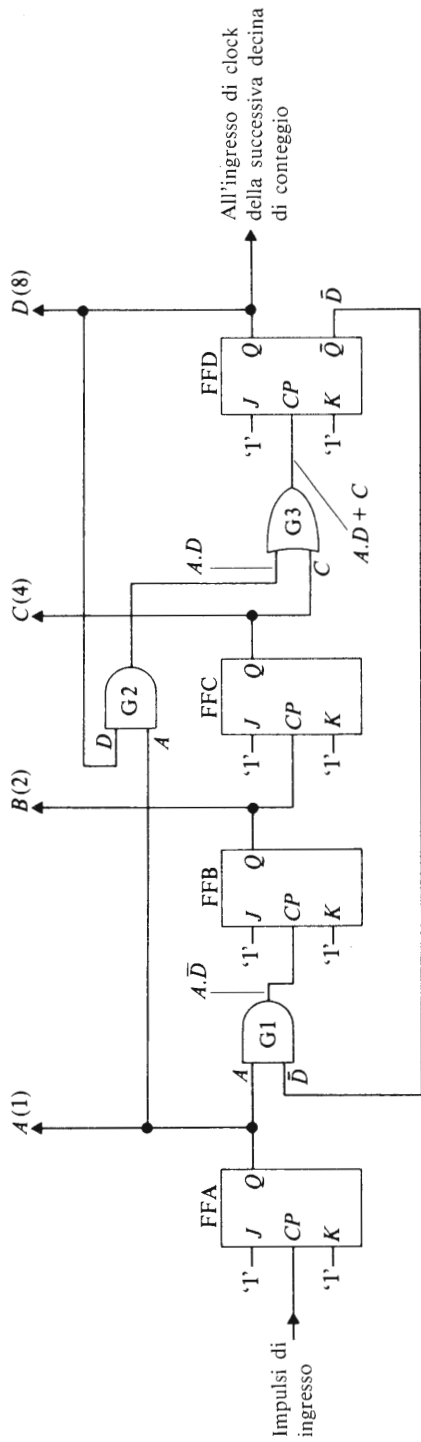 A(1)
B(2)
C(4)
D(8)
Impulsi di
ingresso
FFA
'1'
J
Q
CP
'1'
K
A
D̄
G1
A.D̄
FFB
'1'
J
Q
CP
'1'
K
FFC
'1'
J
Q
CP
'1'
K
D
A
G2
A.D
C
G3
A.D + C
FFD
'1'
J
Q
CP
'1'
K
Q̄
D̄
All'ingresso di clock
della successiva decina
di conteggio